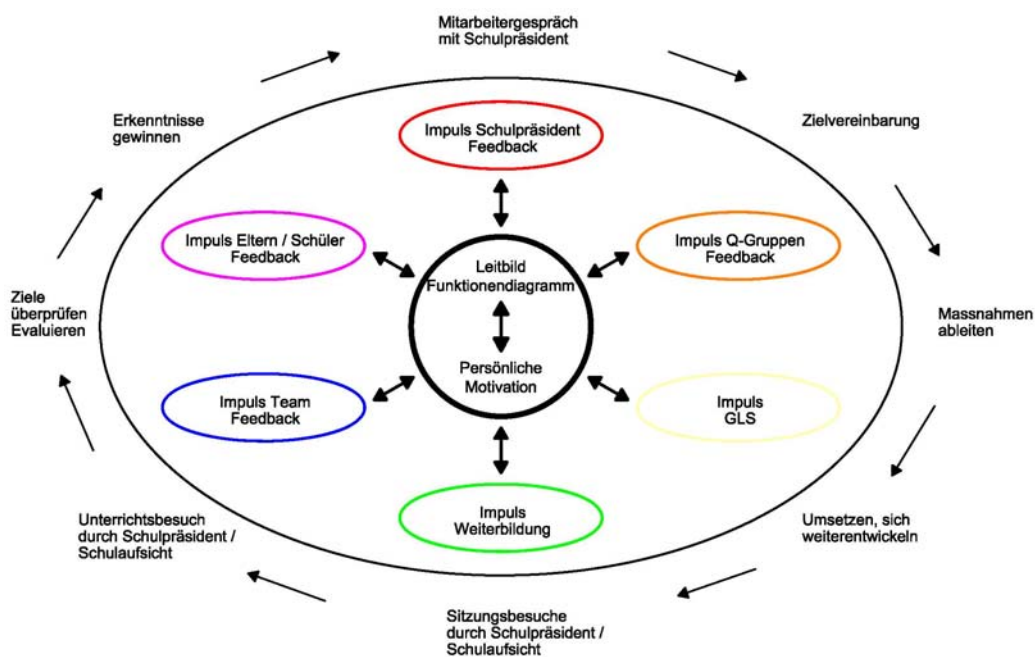 Mitarbeitergespräch
mit Schulpräsident
Erkenntnisse
gewinnen
Zielvereinbarung
Impuls Schulpräsident
Feedback
Impuls Eltern / Schüler
Feedback
Impuls Q-Gruppen
Feedback
Leitbild
Funktionendiagramm
Ziele
überprüfen
Evaluieren
Massnahmen
ableiten
Persönliche
Motivation
Impuls Team
Feedback
Impuls
GLS
Impuls
Weiterbildung
Unterrichtsbesuch
durch Schulpräsident /
Schulaufsicht
Umsetzen, sich
weiterentwickeln
Sitzungsbesuche
durch Schulpräsident /
Schulaufsicht